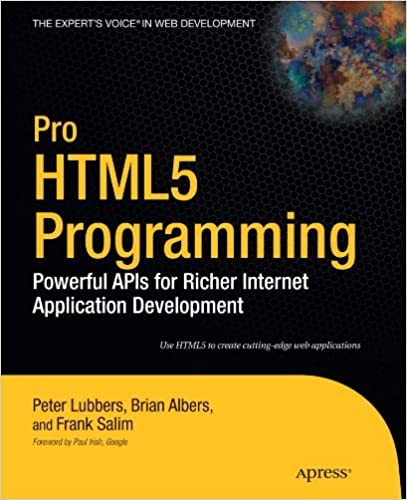 THE EXPERT'S VOICE® IN WEB DEVELOPMENT
Pro
HTML5
Programming
Powerful APIs for Richer Internet
Application Development
Use HTML5 to create cutting-edge web applications
Peter Lubbers, Brian Albers,
and Frank Salim
Foreword by Paul Irish, Google
Apress®